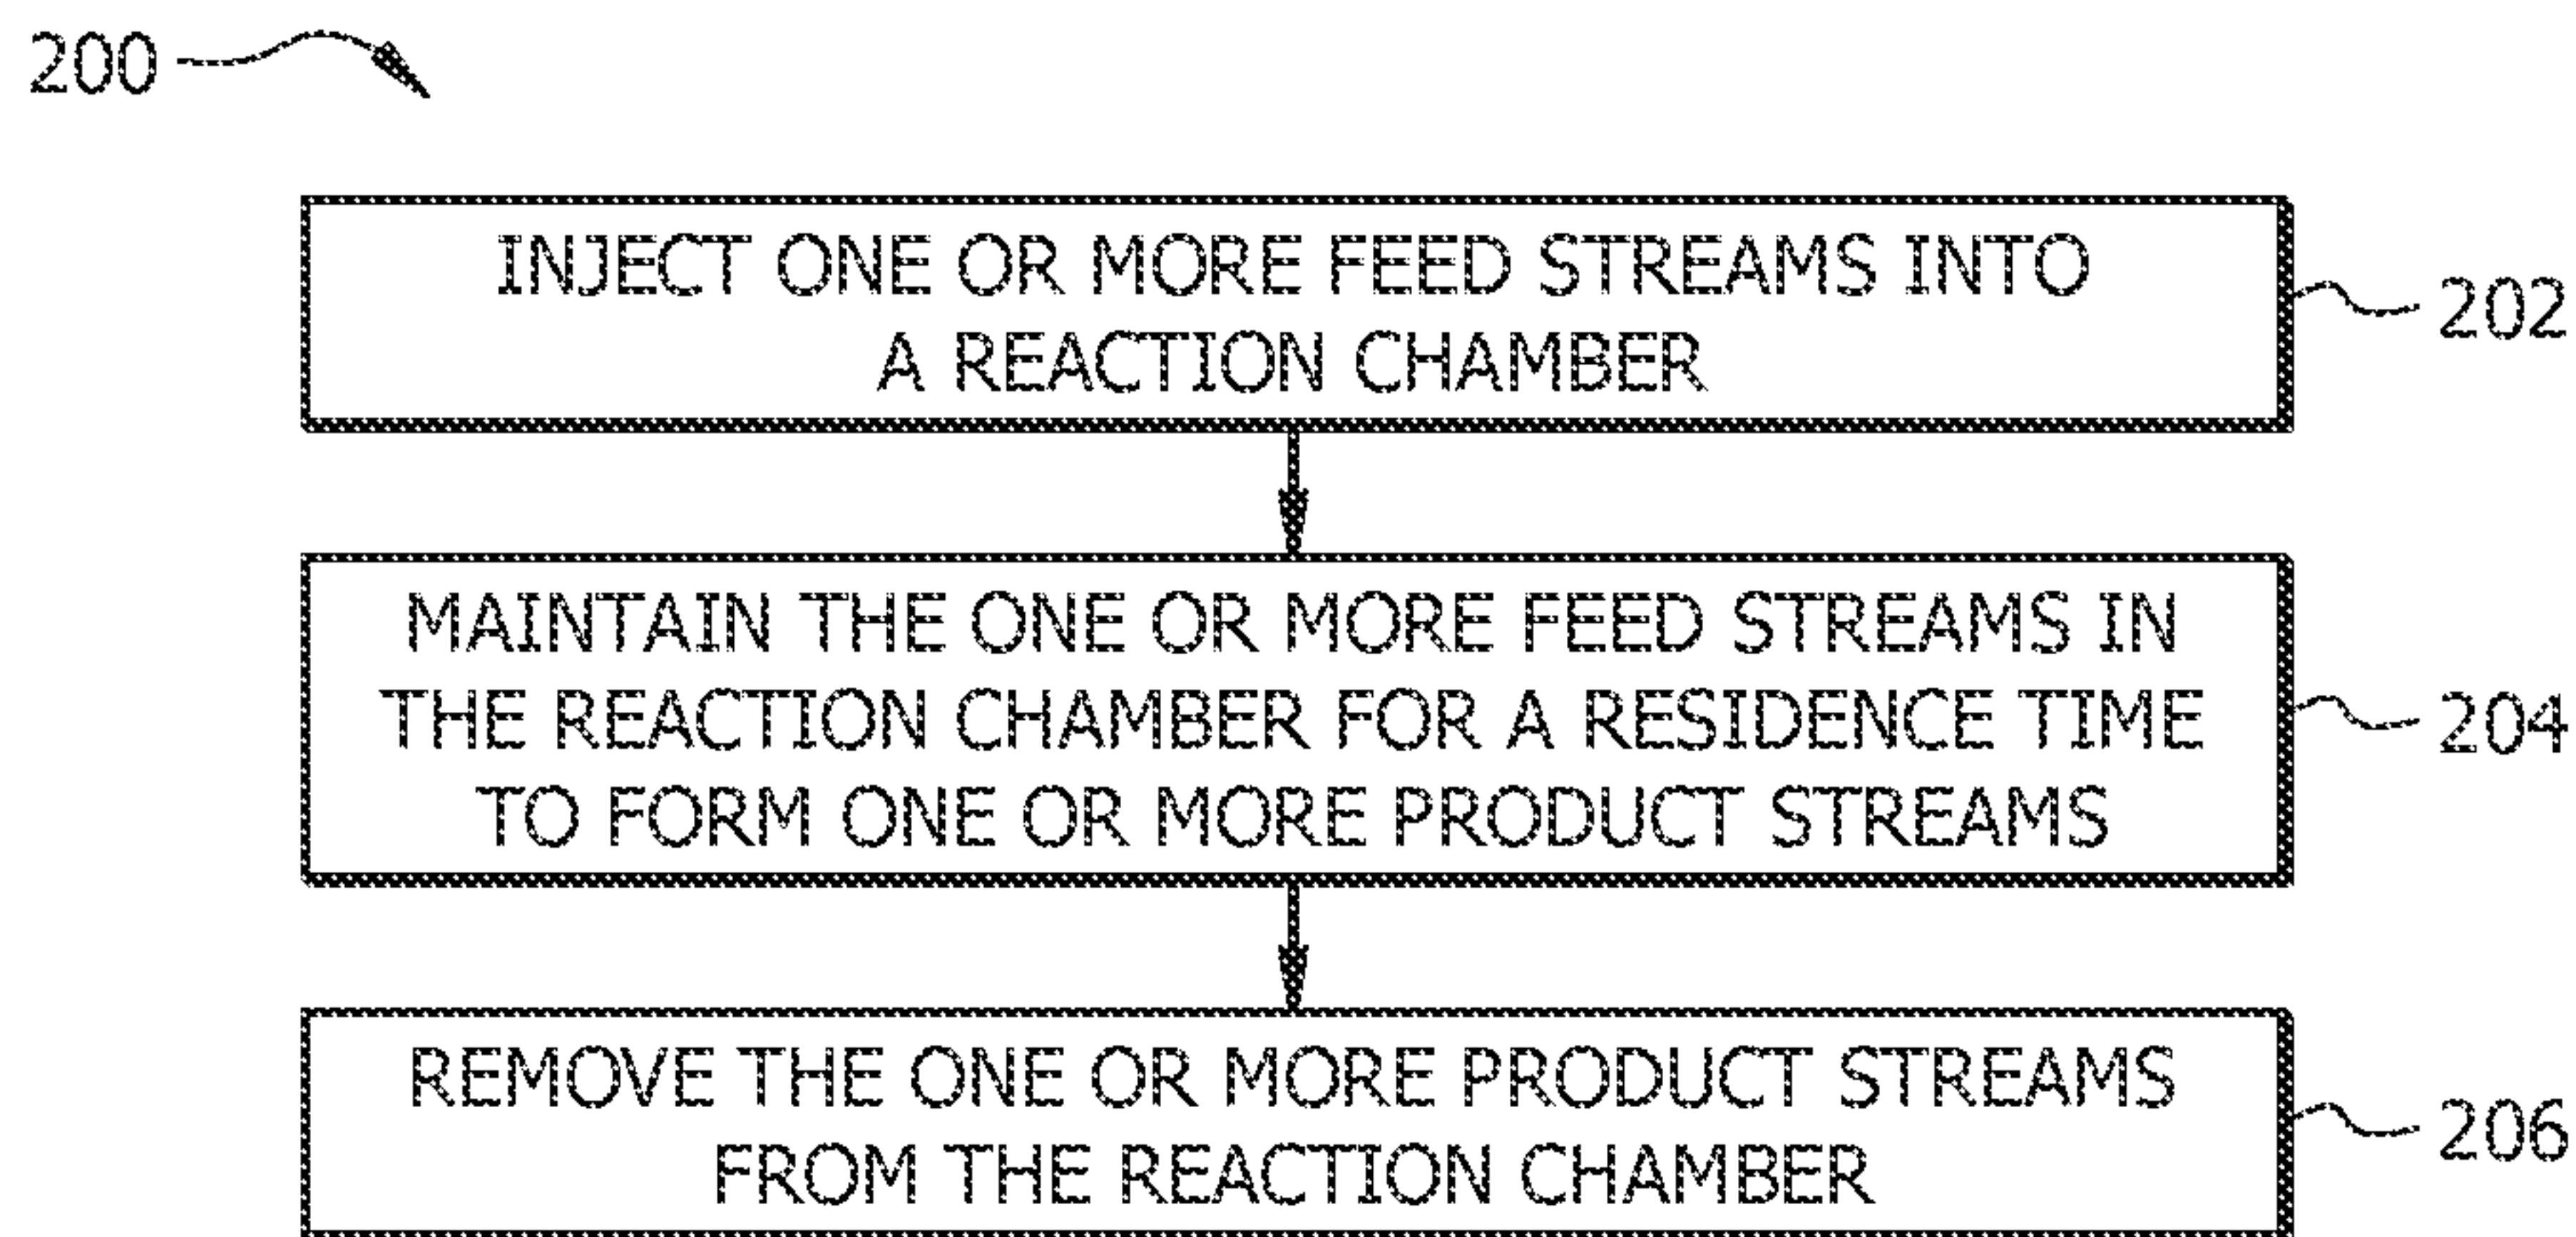 200
INJECT ONE OR MORE FEED STREAMS INTO
A REACTION CHAMBER
202
MAINTAIN THE ONE OR MORE FEED STREAMS IN
THE REACTION CHAMBER FOR A RESIDENCE TIME
TO FORM ONE OR MORE PRODUCT STREAMS
204
REMOVE THE ONE OR MORE PRODUCT STREAMS
FROM THE REACTION CHAMBER
206